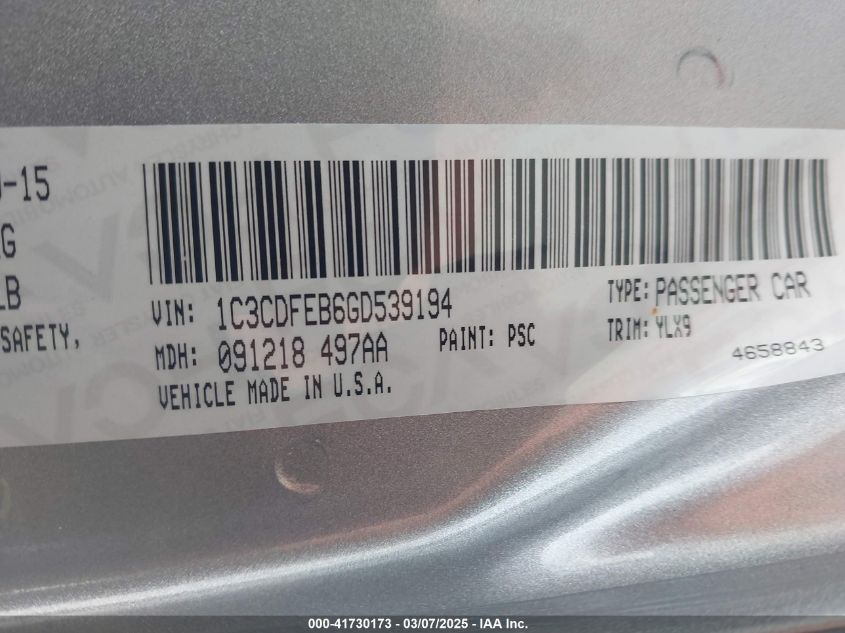 -15
G
LB
SAFETY,
VIN: 1C3CDFEB6GD539194
TYPE: PASSENGER CAR
MDH: 091218 497AA
PAINT: PSC
TRIM: YLX9
4658843
VEHICLE MADE IN U.S.A.
000-41730173 - 03/07/2025 - IAA Inc.